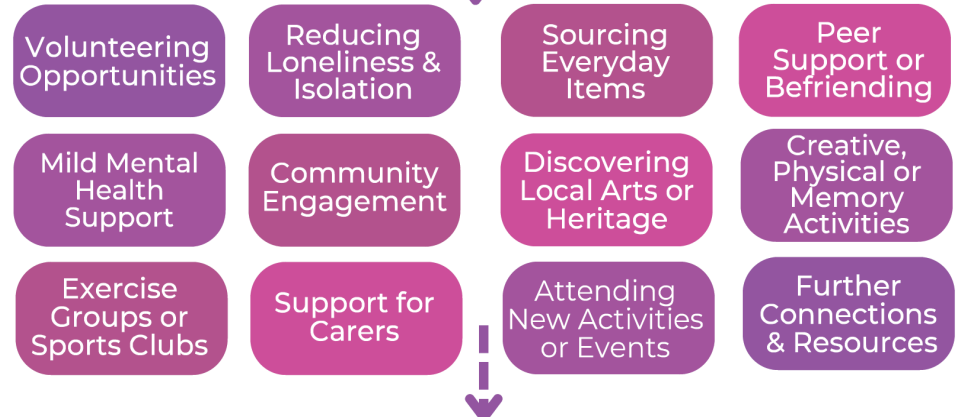 Volunteering
Opportunities
Reducing
Loneliness &
Isolation
Sourcing
Everyday
Items
Peer
Support or
Befriending
Mild Mental
Health
Support
Community
Engagement
Discovering
Local Arts or
Heritage
Creative,
Physical or
Memory
Activities
Exercise
Groups or
Sports Clubs
Support for
Carers
Attending
New Activities
or Events
Further
Connections
& Resources